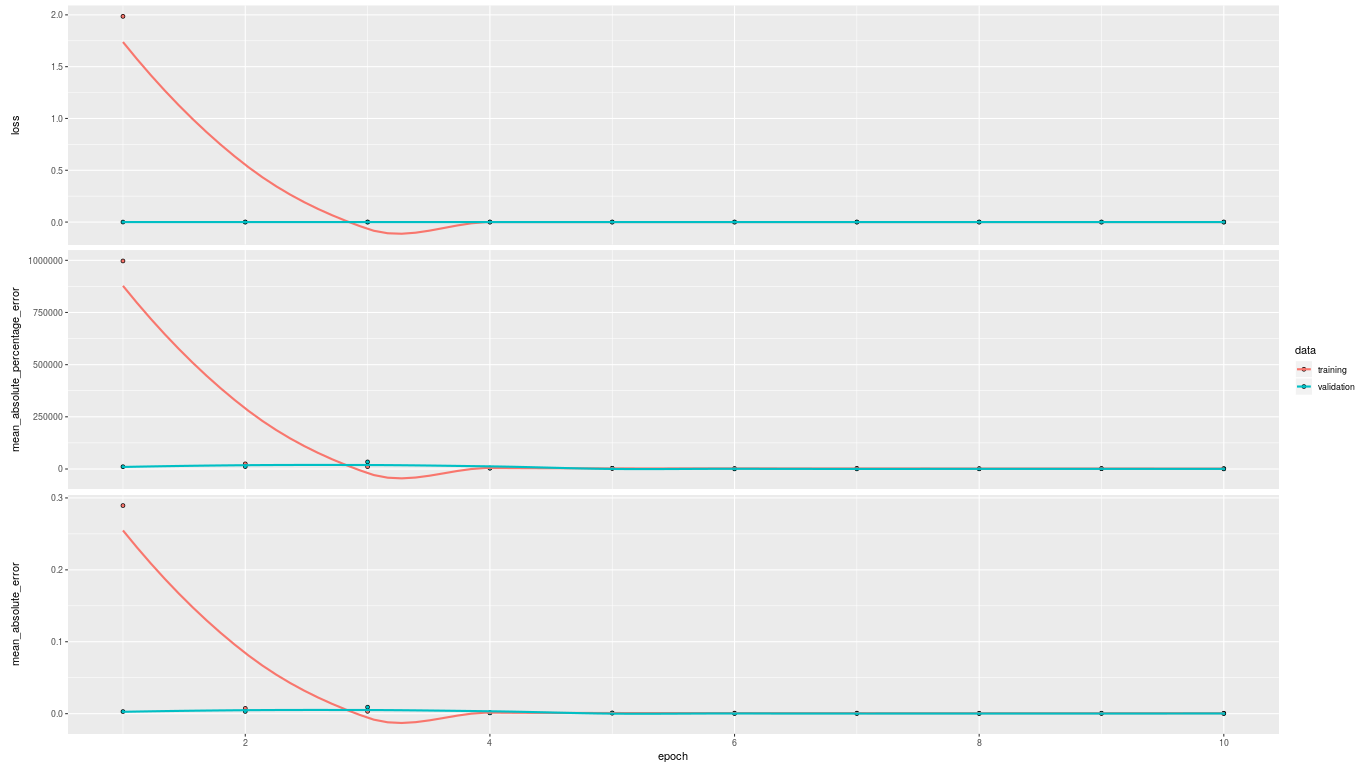 2.0
1.5
1.0
0.5
0.0
loss
1000000
750000
500000
250000
0
mean_absolute_percentage_error
0.3
0.2
0.1
0.0
mean_absolute_error
2
4
6
8
10
epoch
data
training
validation